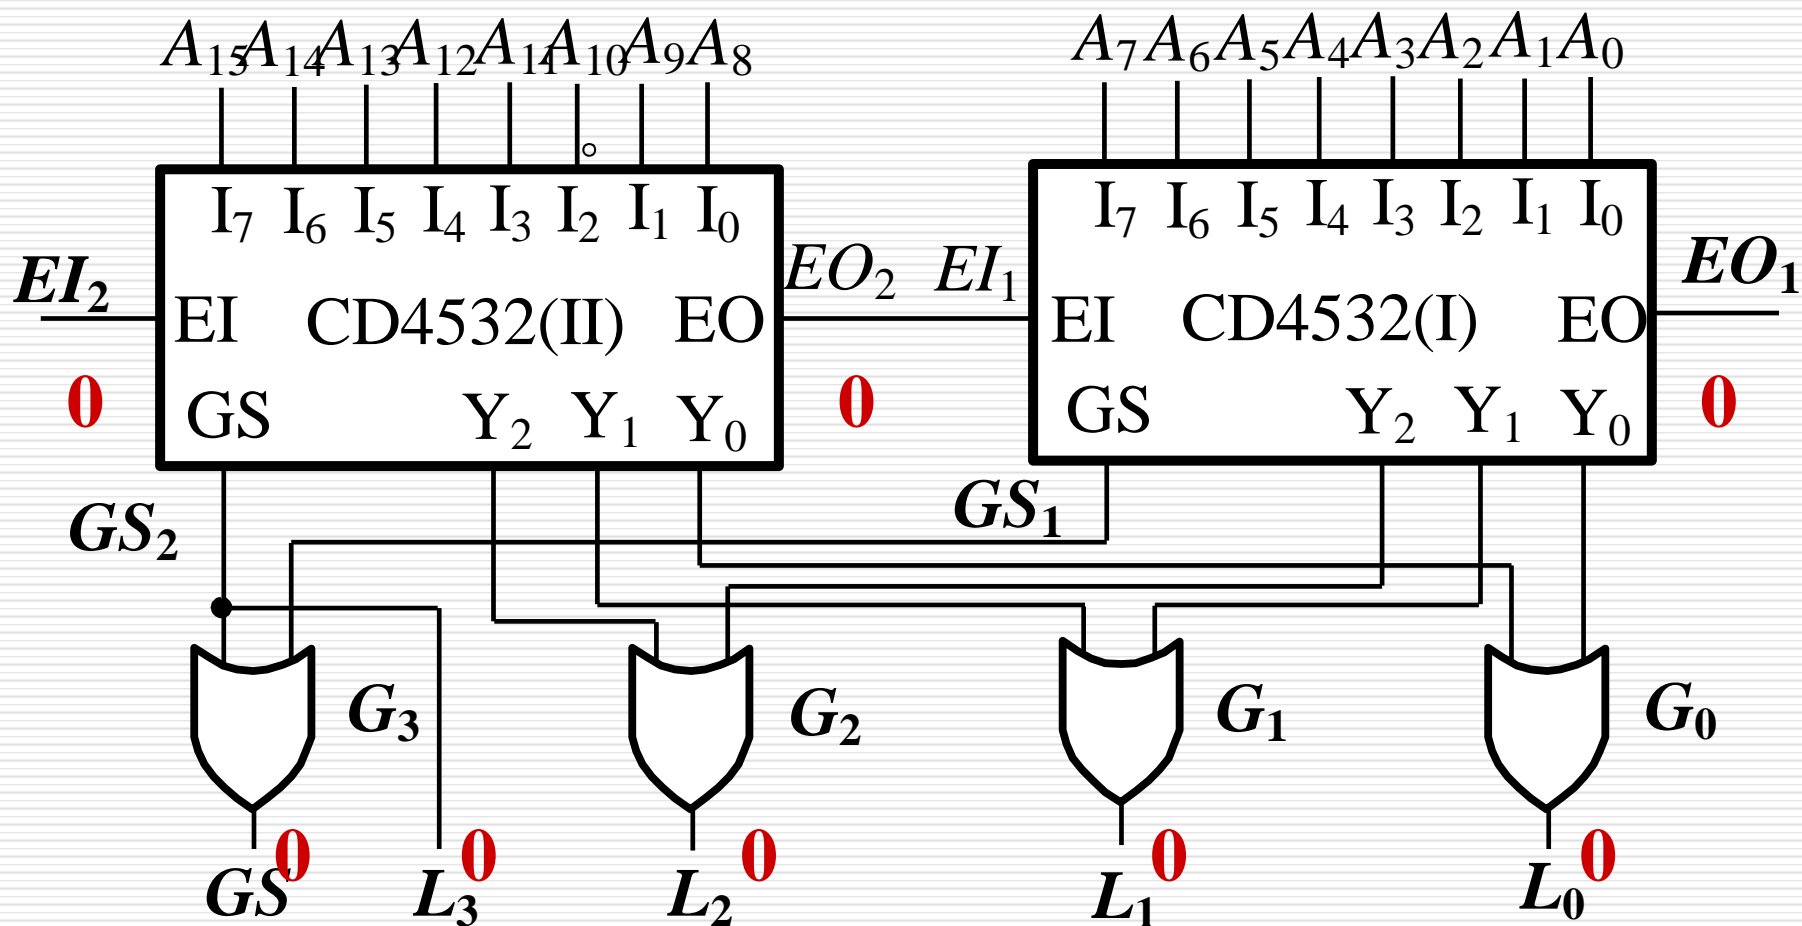 A₁₅ A₁₄ A₁₃ A₁₂ A₁₁ A₁₀ A₉ A₈ A₇ A₆ A₅ A₄ A₃ A₂ A₁ A₀
。
I₇ I₆ I₅ I₄ I₃ I₂ I₁ I₀ I₇ I₆ I₅ I₄ I₃ I₂ I₁ I₀
EI₂ EO₂ EI₁ EO₁
EI CD4532(II) EO EI CD4532(I) EO
0 0 0
GS Y₂ Y₁ Y₀ GS Y₂ Y₁ Y₀
GS₂ GS₁
G₃ G₂ G₁ G₀
0 0 0 0 0
GS L₃ L₂ L₁ L₀